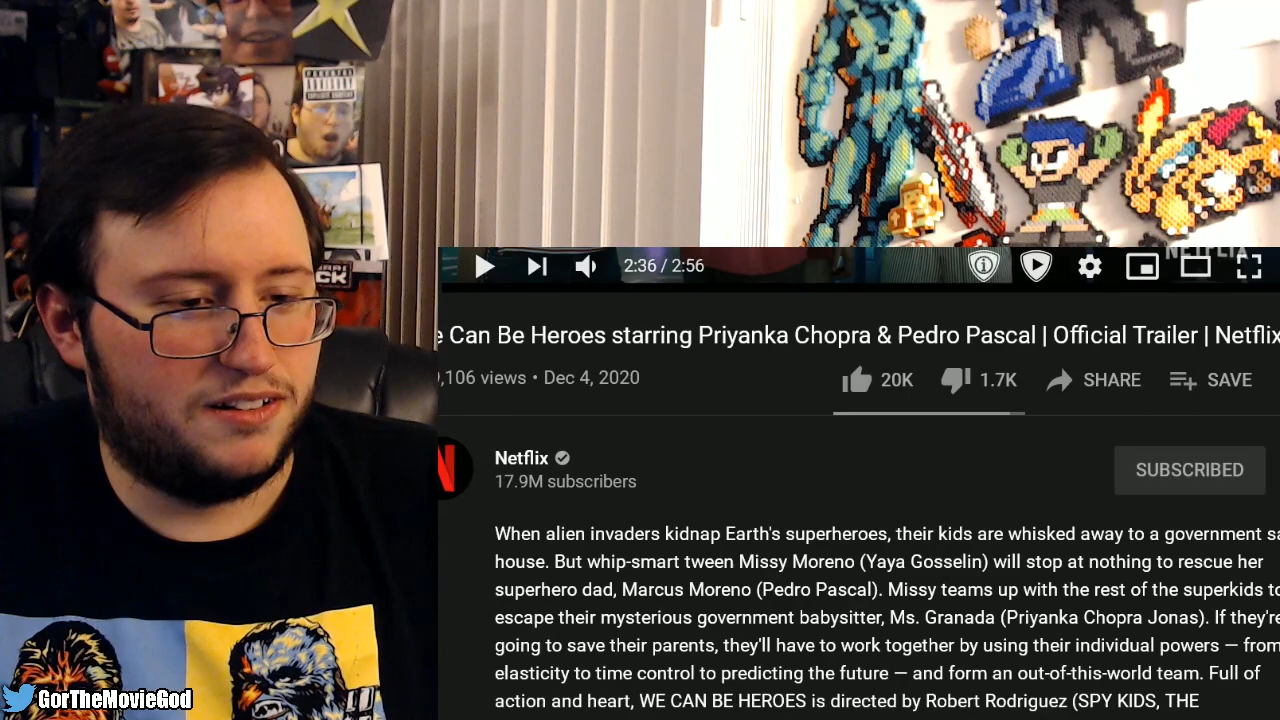 PARENTAL
ADVISORY
EXPLICIT CONTENT
2:36 / 2:56
NETFLIX
e Can Be Heroes starring Priyanka Chopra & Pedro Pascal | Official Trailer | Netflix
,106 views • Dec 4, 2020
20K
1.7K
SHARE
SAVE
N
Netflix
17.9M subscribers
SUBSCRIBED
When alien invaders kidnap Earth's superheroes, their kids are whisked away to a government sa
house. But whip-smart tween Missy Moreno (Yaya Gosselin) will stop at nothing to rescue her
superhero dad, Marcus Moreno (Pedro Pascal). Missy teams up with the rest of the superkids to
escape their mysterious government babysitter, Ms. Granada (Priyanka Chopra Jonas). If they're
going to save their parents, they'll have to work together by using their individual powers — from
elasticity to time control to predicting the future — and form an out-of-this-world team. Full of
action and heart, WE CAN BE HEROES is directed by Robert Rodriguez (SPY KIDS, THE
GorTheMovieGod